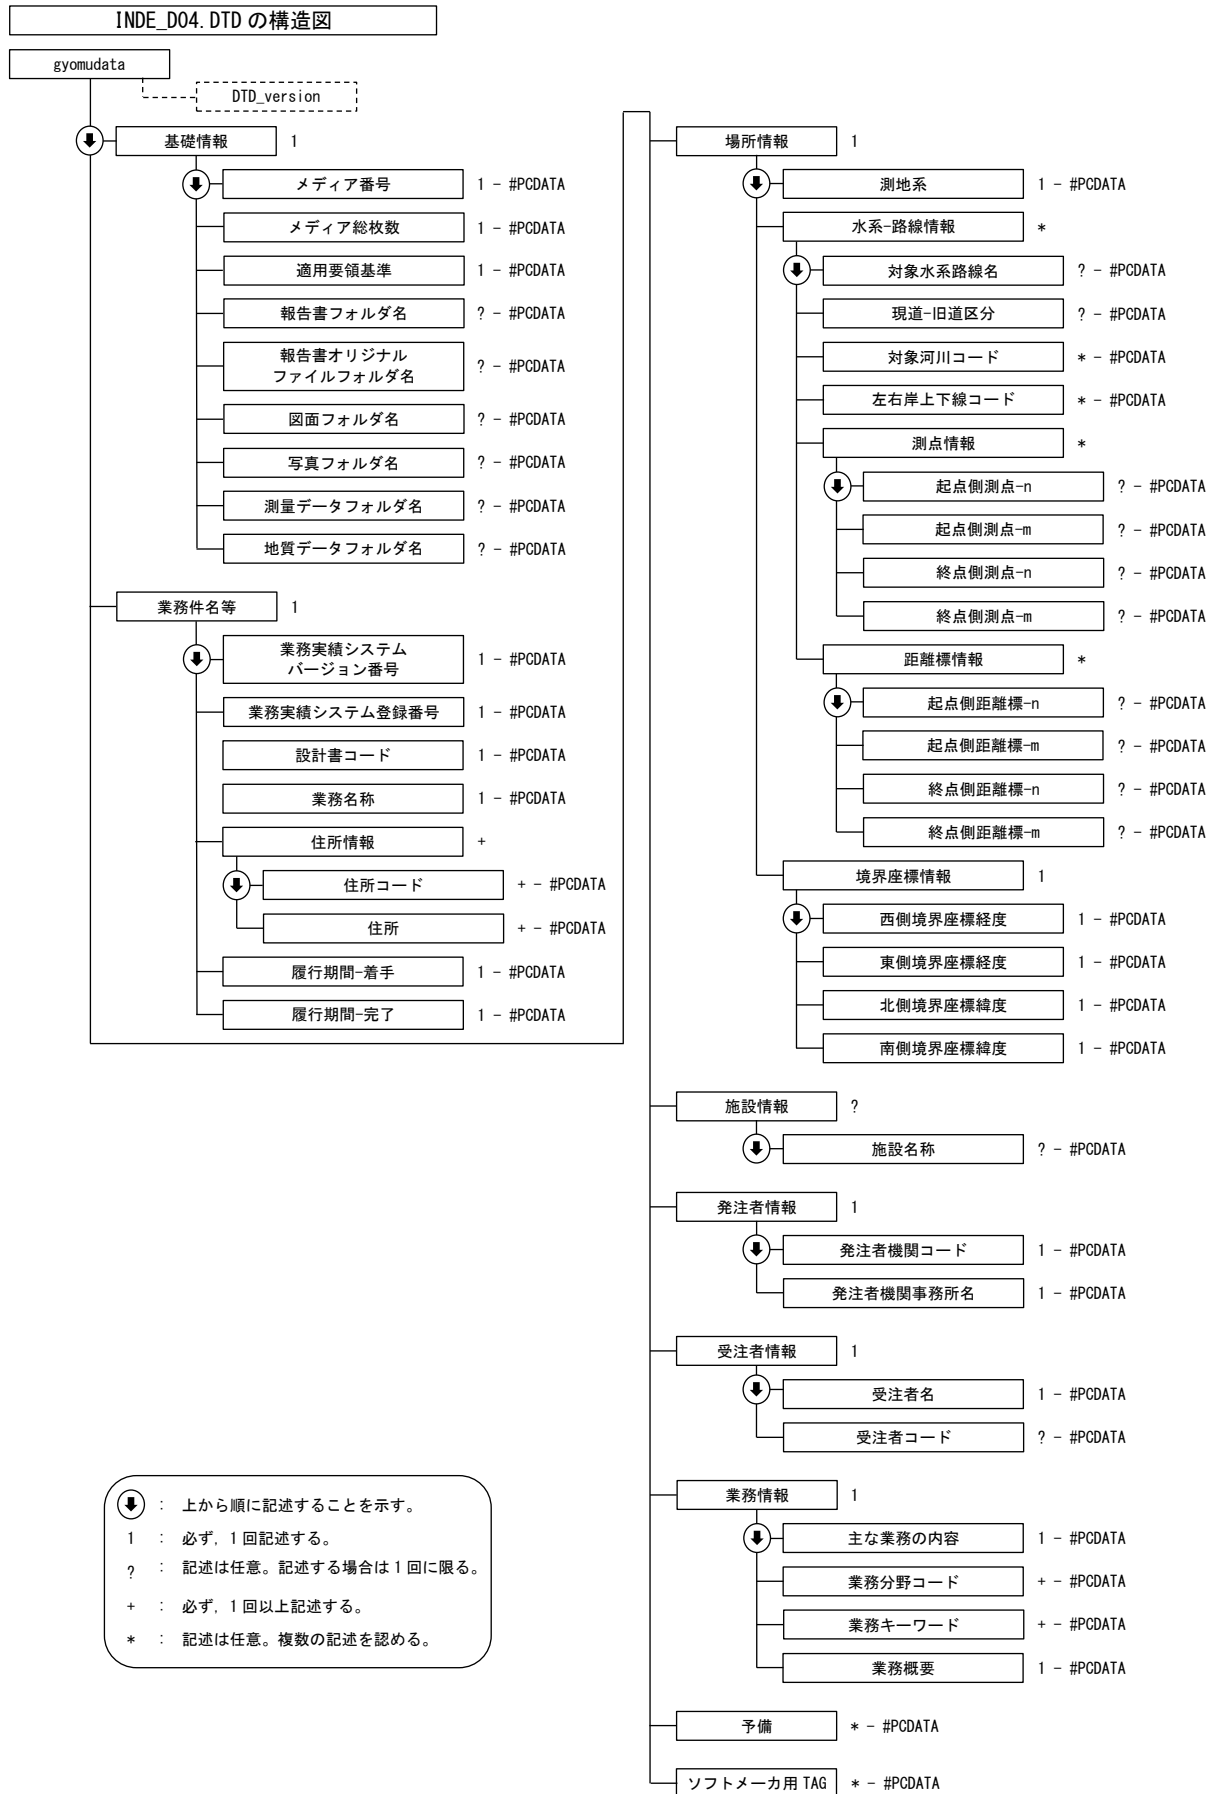 INDE_D04.DTD の構造図
gyomudata
DTD_version
基礎情報 1
メディア番号 1 - #PCDATA
メディア総枚数 1 - #PCDATA
適用要領基準 1 - #PCDATA
報告書フォルダ名 ? - #PCDATA
報告書オリジナル
ファイルフォルダ名 ? - #PCDATA
図面フォルダ名 ? - #PCDATA
写真フォルダ名 ? - #PCDATA
測量データフォルダ名 ? - #PCDATA
地質データフォルダ名 ? - #PCDATA
業務件名等 1
業務実績システム
バージョン番号 1 - #PCDATA
業務実績システム登録番号 1 - #PCDATA
設計書コード 1 - #PCDATA
業務名称 1 - #PCDATA
住所情報 +
住所コード + - #PCDATA
住所 + - #PCDATA
履行期間-着手 1 - #PCDATA
履行期間-完了 1 - #PCDATA
場所情報 1
測地系 1 - #PCDATA
水系-路線情報 *
対象水系路線名 ? - #PCDATA
現道-旧道区分 ? - #PCDATA
対象河川コード * - #PCDATA
左右岸上下線コード * - #PCDATA
測点情報 *
起点側測点-n ? - #PCDATA
起点側測点-m ? - #PCDATA
終点側測点-n ? - #PCDATA
終点側測点-m ? - #PCDATA
距離標情報 *
起点側距離標-n ? - #PCDATA
起点側距離標-m ? - #PCDATA
終点側距離標-n ? - #PCDATA
終点側距離標-m ? - #PCDATA
境界座標情報 1
西側境界座標経度 1 - #PCDATA
東側境界座標経度 1 - #PCDATA
北側境界座標緯度 1 - #PCDATA
南側境界座標緯度 1 - #PCDATA
施設情報 ?
施設名称 ? - #PCDATA
発注者情報 1
発注者機関コード 1 - #PCDATA
発注者機関事務所名 1 - #PCDATA
受注者情報 1
受注者名 1 - #PCDATA
受注者コード ? - #PCDATA
業務情報 1
主な業務の内容 1 - #PCDATA
業務分野コード + - #PCDATA
業務キーワード + - #PCDATA
業務概要 1 - #PCDATA
予備 * - #PCDATA
ソフトメーカ用 TAG * - #PCDATA
: 上から順に記述することを示す。
1 : 必ず，1 回記述する。
? : 記述は任意。記述する場合は 1 回に限る。
+ : 必ず，1 回以上記述する。
* : 記述は任意。複数の記述を認める。